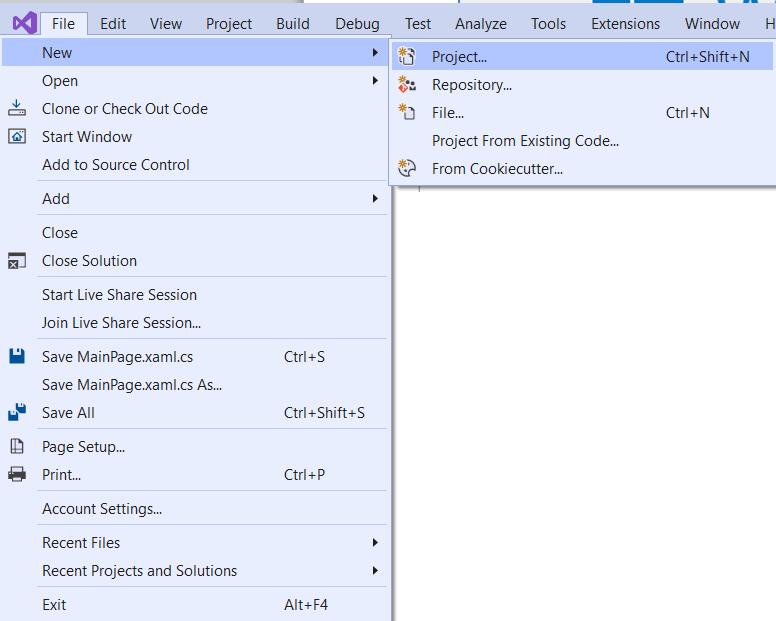 File Edit View Project Build Debug Test Analyze Tools Extensions Window H
New
Project... Ctrl+Shift+N
Open
Repository...
Clone or Check Out Code
File... Ctrl+N
Start Window
Project From Existing Code...
Add to Source Control
From Cookiecutter...
Add
Close
Close Solution
Start Live Share Session
Join Live Share Session...
Save MainPage.xaml.cs Ctrl+S
Save MainPage.xaml.cs As...
Save All Ctrl+Shift+S
Page Setup...
Print... Ctrl+P
Account Settings...
Recent Files
Recent Projects and Solutions
Exit Alt+F4